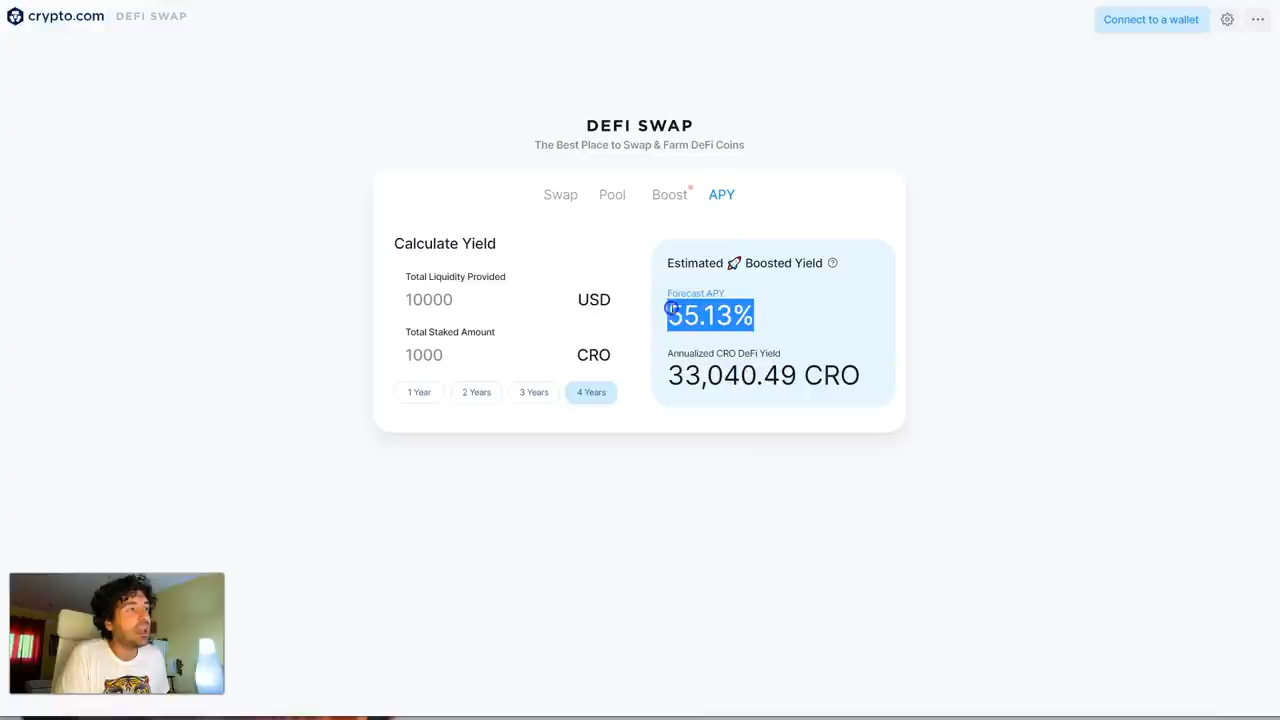 crypto.com DEFI SWAP
Connect to a wallet
DEFI SWAP
The Best Place to Swap & Farm DeFi Coins
Swap Pool Boost APY
Calculate Yield
Total Liquidity Provided
10000 USD
Total Staked Amount
1000 CRO
1 Year 2 Years 3 Years 4 Years
Estimated 🚀 Boosted Yield
Forecast APY
55.13%
Annualized CRO DeFi Yield
33,040.49 CRO